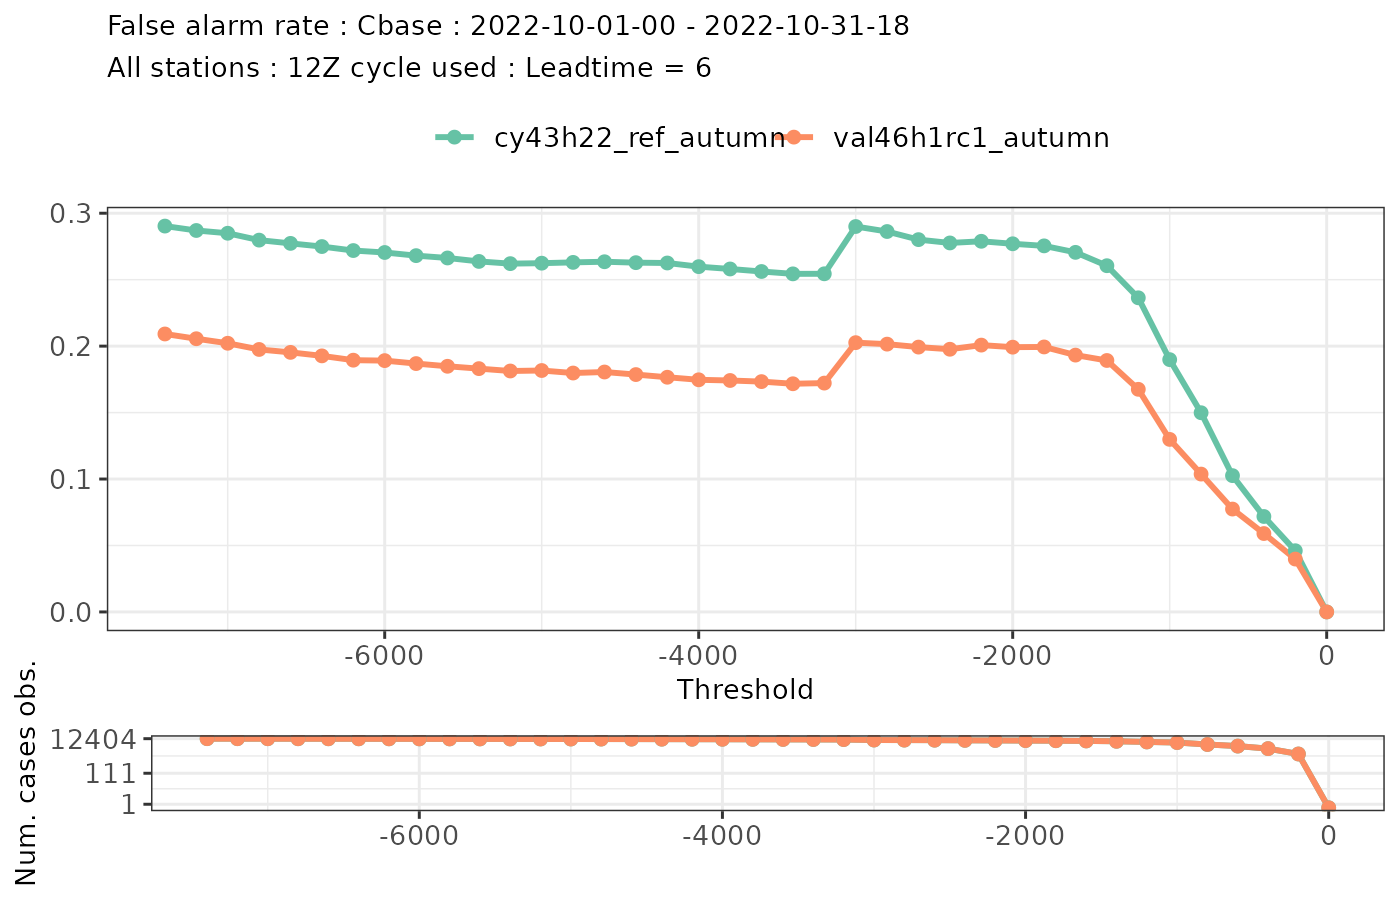 False alarm rate : Cbase : 2022-10-01-00 - 2022-10-31-18
All stations : 12Z cycle used : Leadtime = 6
cy43h22_ref_autumn val46h1rc1_autumn
0.3
0.2
0.1
0.0
-6000 -4000 -2000 0
Threshold
Num. cases obs.
12404
111
1
-6000 -4000 -2000 0